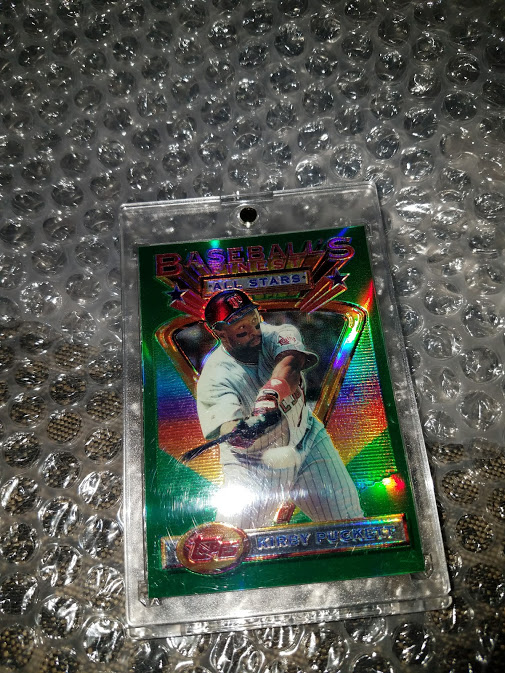 BASEBALL'S
FINEST
ALL STARS
KIRBY PUCKETT